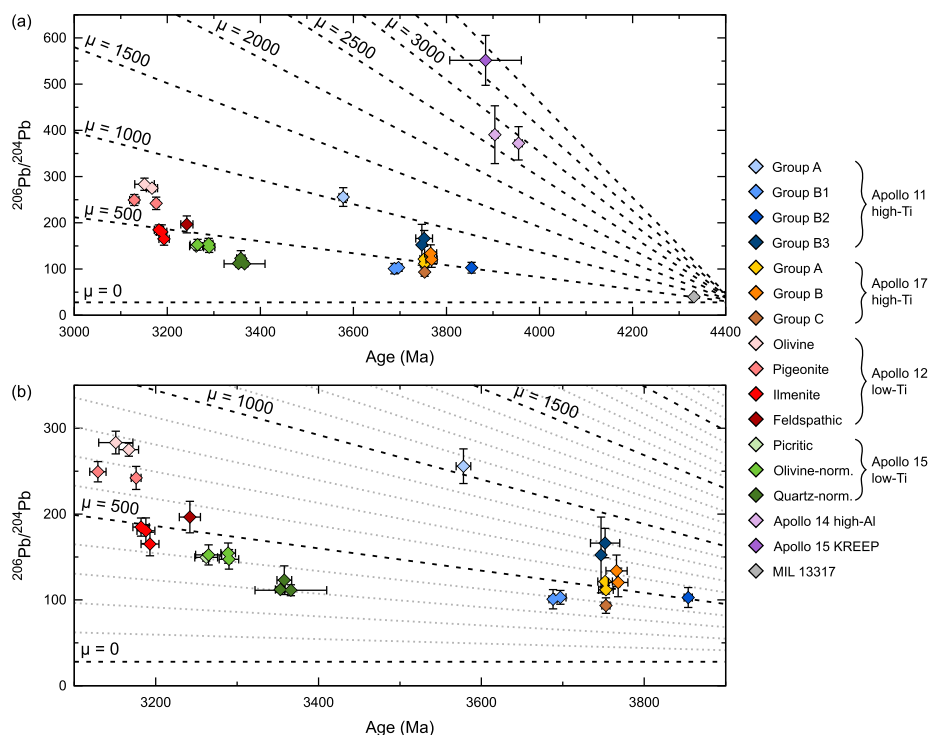 (a)
600
500
400
300
200
100
0
206Pb/204Pb
μ = 1500
μ = 2000
μ = 2500
μ = 3000
μ = 1000
μ = 500
μ = 0
3000
3200
3400
3600
3800
4000
4200
4400
Age (Ma)
(b)
300
200
100
0
206Pb/204Pb
μ = 1000
μ = 1500
μ = 500
μ = 0
3200
3400
3600
3800
Age (Ma)
Group A
Group B1
Group B2
Group B3
Apollo 11
high-Ti
Group A
Group B
Group C
Apollo 17
high-Ti
Olivine
Pigeonite
Ilmenite
Feldspathic
Apollo 12
low-Ti
Picritic
Olivine-norm.
Quartz-norm.
Apollo 15
low-Ti
Apollo 14 high-Al
Apollo 15 KREEP
MIL 13317